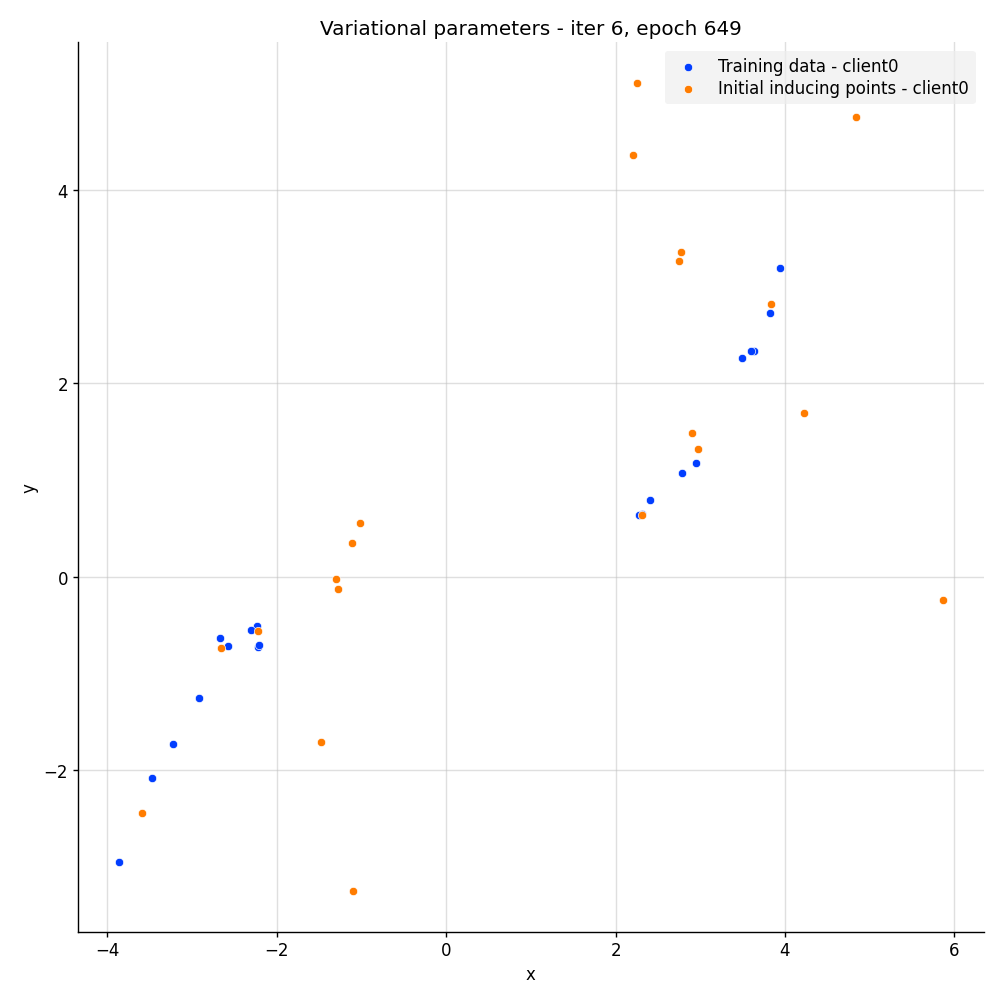 Variational parameters - iter 6, epoch 649
Training data - client0
Initial inducing points - client0
4
2
0
−2
y
−4 −2 0 2 4 6
x